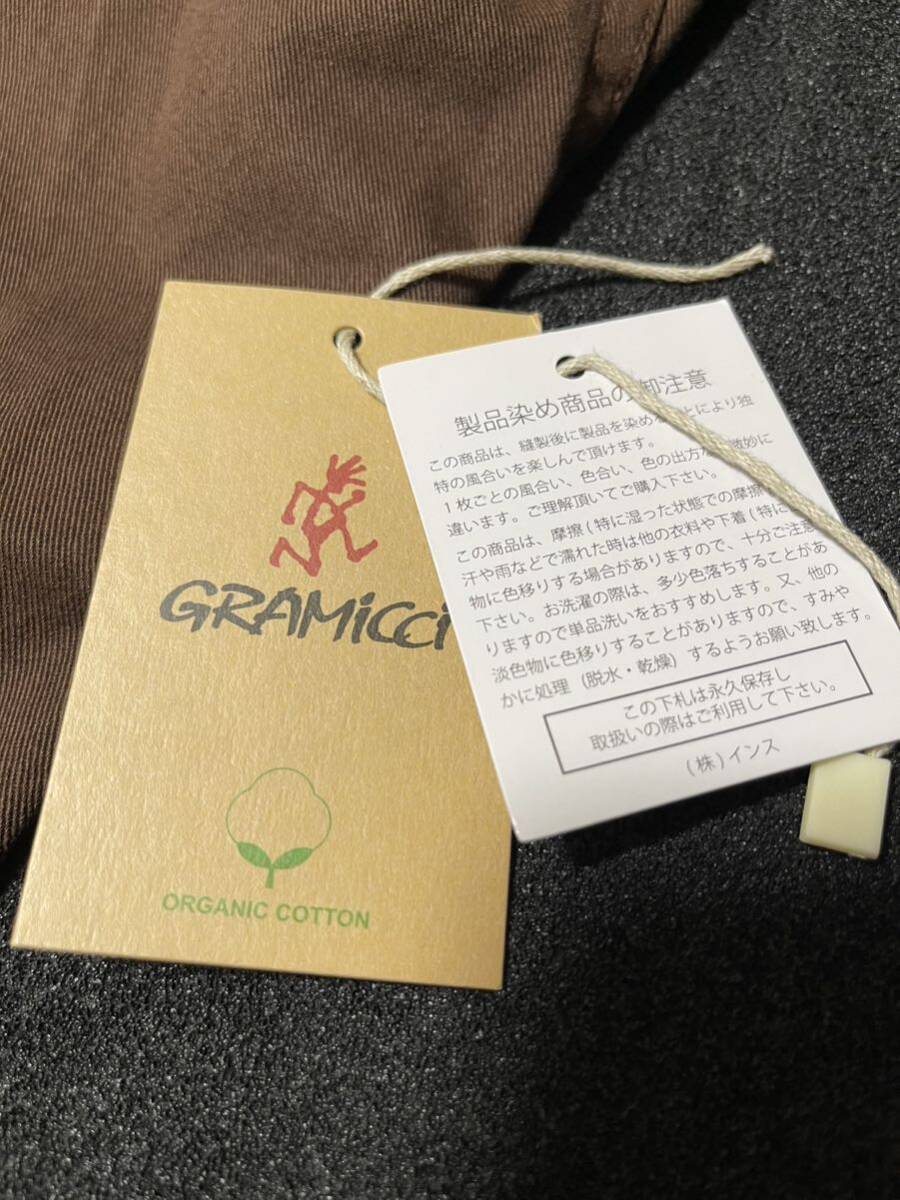 GRAMiCCi
ORGANIC COTTON
製品染め商品の御注意
この商品は、縫製後に製品を染めることにより独
特の風合いを楽しんで頂けます。
1枚ごとの風合い、色合い、色の出方な 微妙に
違います。ご理解頂いてご購入下さい。
この商品は、摩擦(特に湿った状態での摩擦
汗や雨などで濡れた時は他の衣料や下着(特に
物に色移りする場合がありますので、十分ご注意
下さい。お洗濯の際は、多少色落ちすることがあ
りますので単品洗いをおすすめします。又、他の
淡色物に色移りすることがありますので、すみや
かに処理(脱水・乾燥)するようお願い致します。
この下札は永久保存し
取扱いの際はご利用して下さい。
(株)インス